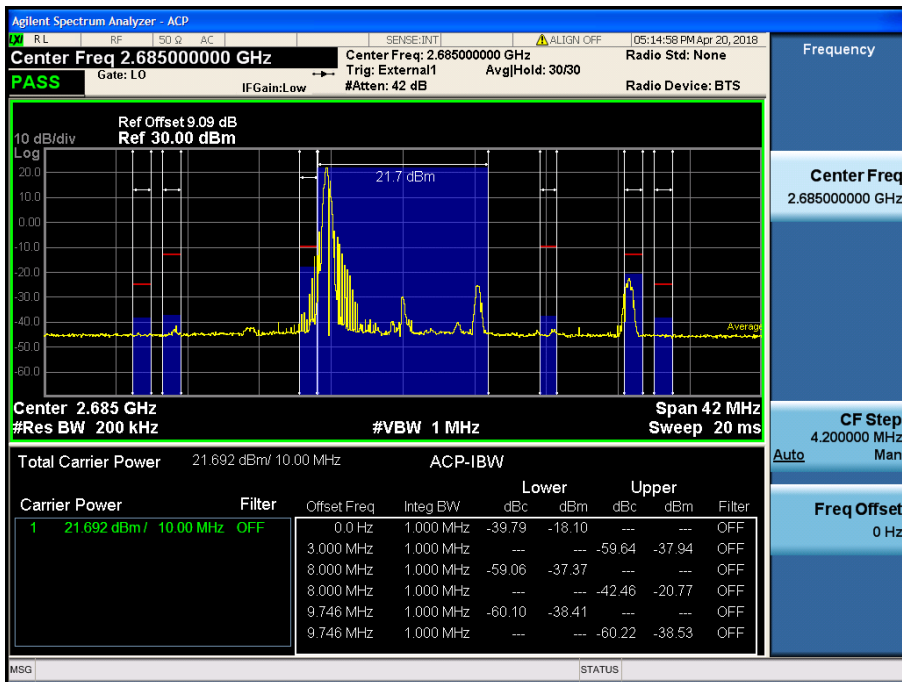 Agilent Spectrum Analyzer - ACP
LXI RL RF 50 Ω AC SENSE:INT ALIGN OFF 05:14:58 PM Apr 20, 2018
Center Freq 2.685000000 GHz
Center Freq: 2.685000000 GHz Radio Std: None
Gate: LO Trig: External1 Avg|Hold: 30/30
PASS IFGain:Low #Atten: 42 dB Radio Device: BTS
Ref Offset 9.09 dB
10 dB/div Ref 30.00 dBm
Log
20.0
21.7 dBm
10.0
0.00
-10.0
-20.0
-30.0
-40.0
Average
-50.0
-60.0
Center 2.685 GHz Span 42 MHz
#Res BW 200 kHz #VBW 1 MHz Sweep 20 ms
Total Carrier Power 21.692 dBm/ 10.00 MHz ACP-IBW
Lower Upper
Carrier Power Filter Offset Freq Integ BW dBc dBm dBc dBm Filter
1 21.692 dBm / 10.00 MHz OFF 0.0 Hz 1.000 MHz -39.79 -18.10 --- --- OFF
3.000 MHz 1.000 MHz --- --- -59.64 -37.94 OFF
8.000 MHz 1.000 MHz -59.06 -37.37 --- --- OFF
8.000 MHz 1.000 MHz --- --- -42.46 -20.77 OFF
9.746 MHz 1.000 MHz -60.10 -38.41 --- --- OFF
9.746 MHz 1.000 MHz --- --- -60.22 -38.53 OFF
MSG STATUS
Frequency
Center Freq
2.685000000 GHz
CF Step
4.200000 MHz
Auto Man
Freq Offset
0 Hz